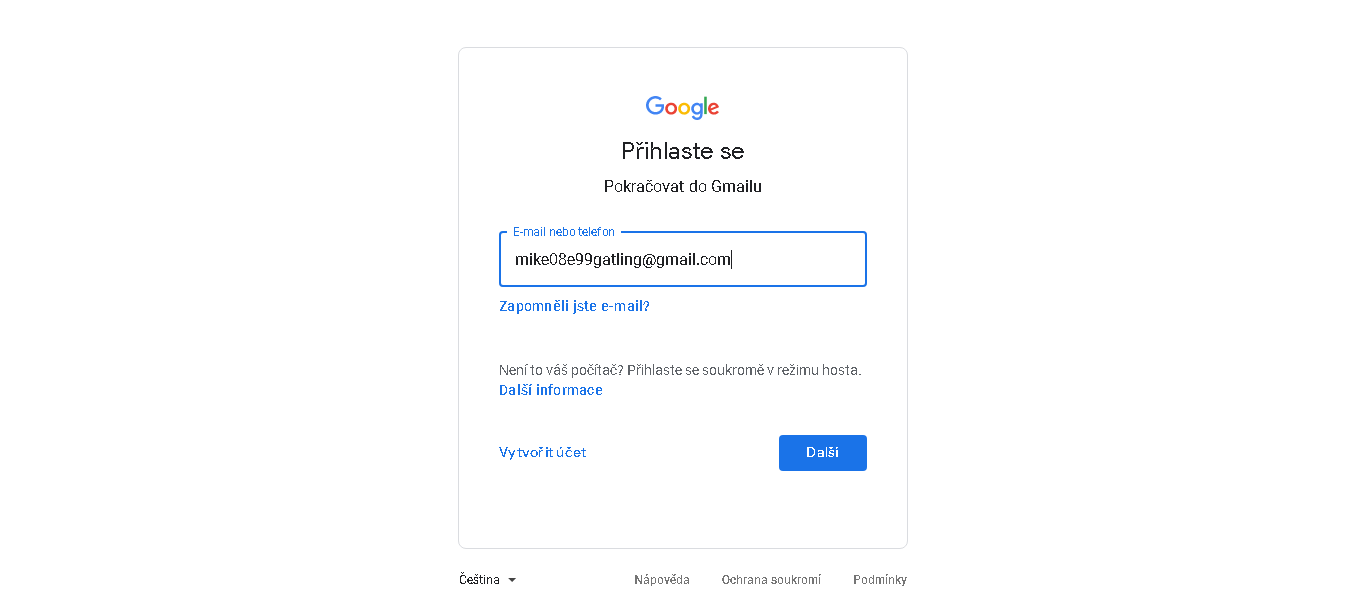 Google
Přihlaste se
Pokračovat do Gmailu
E-mail nebo telefon
mike08e99gatling@gmail.com
Zapomněli jste e-mail?
Není to váš počítač? Přihlaste se soukromě v režimu hosta.
Další informace
Vytvořit účet
Další
Čeština
Nápověda
Ochrana soukromí
Podmínky